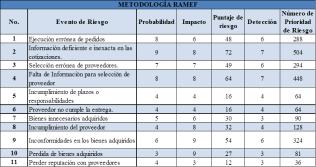 METODOLOGÍA RAMEF
No. Evento de Riesgo Probabilidad Impacto Puntaje de riesgo Detección Número de Prioridad de Riesgo
1 Ejecución errónea de pedidos 8 6 48 6 288
2 Información deficiente e inexacta en las cotizaciones. 9 8 72 7 504
3 Selección errónea de proveedores. 7 7 49 6 294
4 Falta de Información para selección de proveedor 8 8 64 7 448
5 Incumplimiento de plazos o responsabilidades 4 4 16 4 64
6 Proveedor no cumple la entrega. 4 4 16 4 64
7 Bienes innecesarios adquiridos 5 6 30 3 90
8 Incumplimiento del proveedor 4 8 32 4 128
9 Inconformidades en los bienes adquiridos 6 9 54 6 324
10 Perdida de bienes adquiridos 3 9 27 3 81
11 Perder reputación con proveedores 4 3 12 3 36